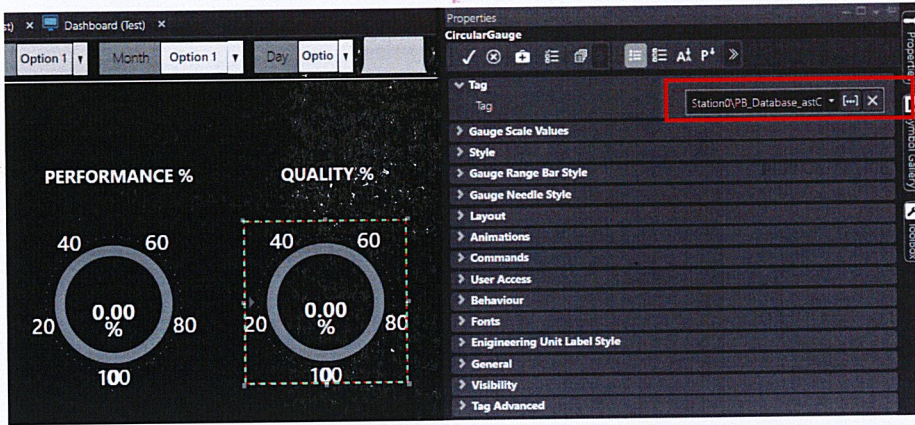 st) × Dashboard (Test) ×
Option 1 Month Option 1 Day Optio
PERFORMANCE %
QUALITY %
40 60
20 80
0.00
%
100
40 60
20 80
0.00
%
100
Properties
CircularGauge
Tag
Tag Station0\PB_Database_astC
Gauge Scale Values
Style
Gauge Range Bar Style
Gauge Needle Style
Layout
Animations
Commands
User Access
Behaviour
Fonts
Enigineering Unit Label Style
General
Visibility
Tag Advanced
Properties
Symbol Gallery
Toolbox